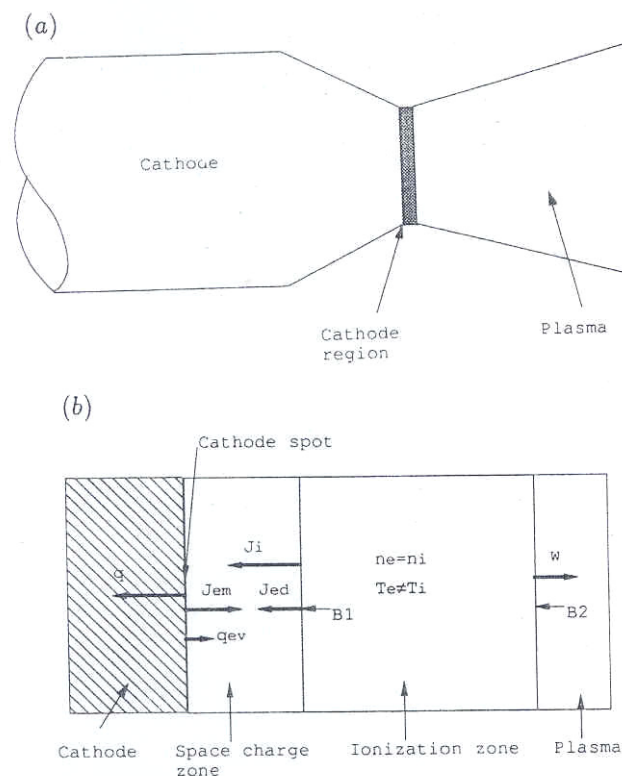 (a)
Cathode
Cathode
region
Plasma
(b)
Cathode spot
Ji
ne=ni
W
q
Jem
Jed
Te≠Ti
B1
B2
qev
Cathode
Space charge
zone
Ionization zone
Plasma